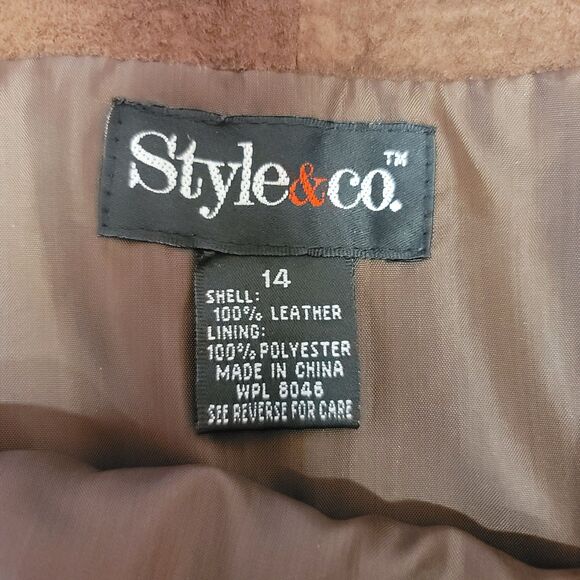 Style&co.™
14
SHELL:
100% LEATHER
LINING:
100% POLYESTER
MADE IN CHINA
WPL 8046
SEE REVERSE FOR CARE